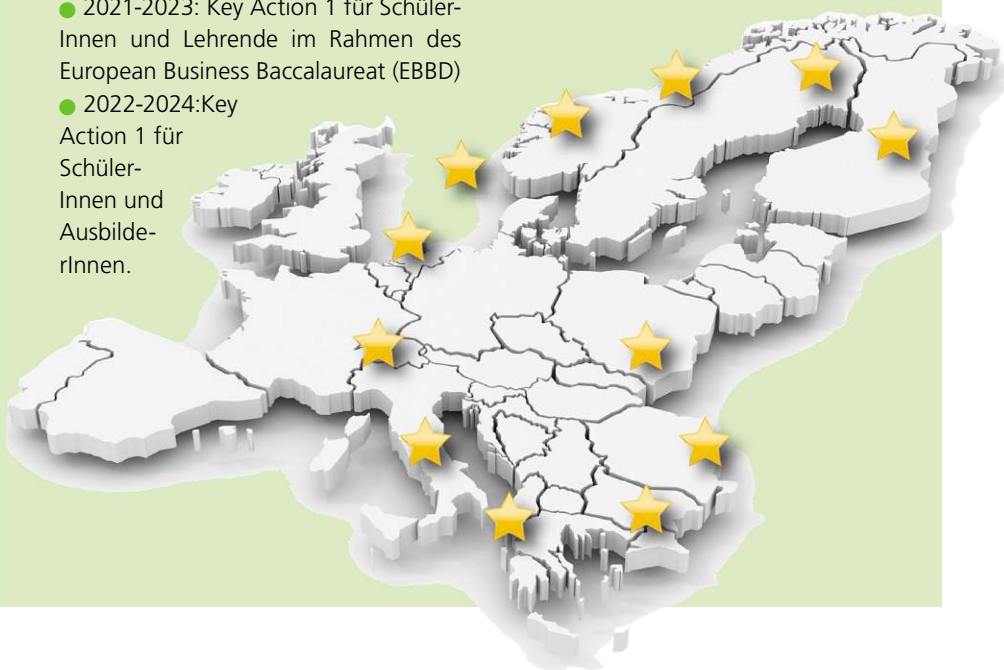 ● 2021-2023: Key Action 1 für Schüler-
Innen und Lehrende im Rahmen des
European Business Baccalaureat (EBBD)
● 2022-2024:Key
Action 1 für
Schüler-
Innen und
Ausbilde-
rInnen.